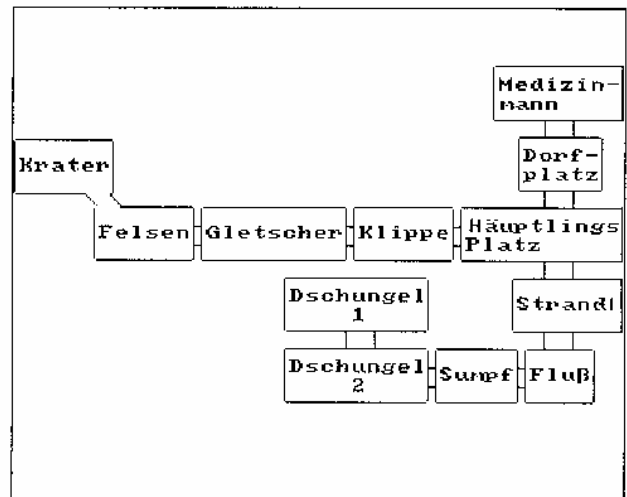 Medizin-
mann
Dorf-
platz
Krater
Felsen
Gletscher
Klippe
Häuptlings
Platz
Dschungel
1
Strand
Dschungel
2
Sumpf
Fluß